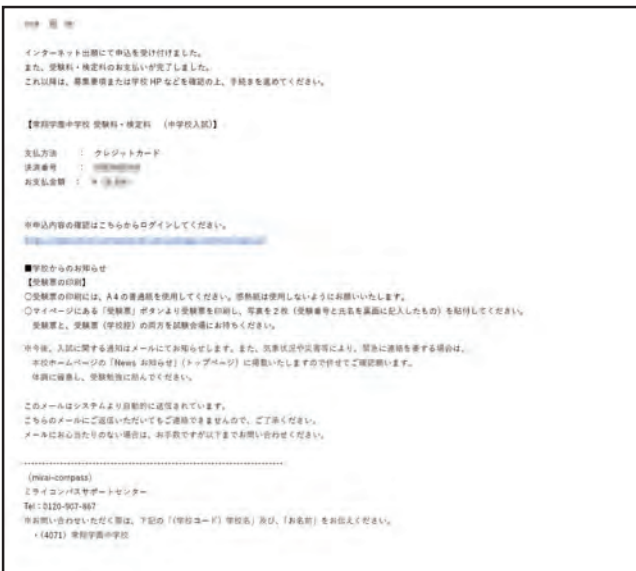 インターネット出願にて申込を受け付けました。
また、受験料・検定料のお支払いが完了しました。
これ以降は、募集要項または学校HPなどを確認の上、手続きを進めてください。
【常翔学園中学校 受験料・検定料 （中学校入試）】
支払方法 ： クレジットカード
決済番号 ：
お支払金額 ：
※申込内容の確認はこちらからログインしてください。
■学校からのお知らせ
【受験票の印刷】
○受験票の印刷には、A4の普通紙を使用してください。感熱紙は使用しないようにお願いいたします。
○マイページにある「受験票」ボタンより受験票を印刷し、写真を2枚（受験番号と氏名を裏面に記入したもの）を貼付してください。
受験票と、受験票（学校控）の両方を試験会場にお持ちください。
※今後、入試に関する通知はメールにてお知らせします。また、気象状況や災害等により、緊急に連絡を要する場合は、
本校ホームページの「News お知らせ」（トップページ）に掲載いたしますので併せてご確認願います。
体調に留意し、受験勉強に励んでください。
このメールはシステムより自動的に送信されています。
こちらのメールにご返信いただいてもご連絡できませんので、ご了承ください。
メールにお心当たりのない場合は、お手数ですが以下までお問い合わせください。
------------------------------------------------------------
（mirai-compass）
ミライコンパスサポートセンター
Tel：0120-907-867
※お問い合わせいただく際は、下記の「（学校コード）学校名」及び、「お名前」をお伝えください。
・（4071）常翔学園中学校